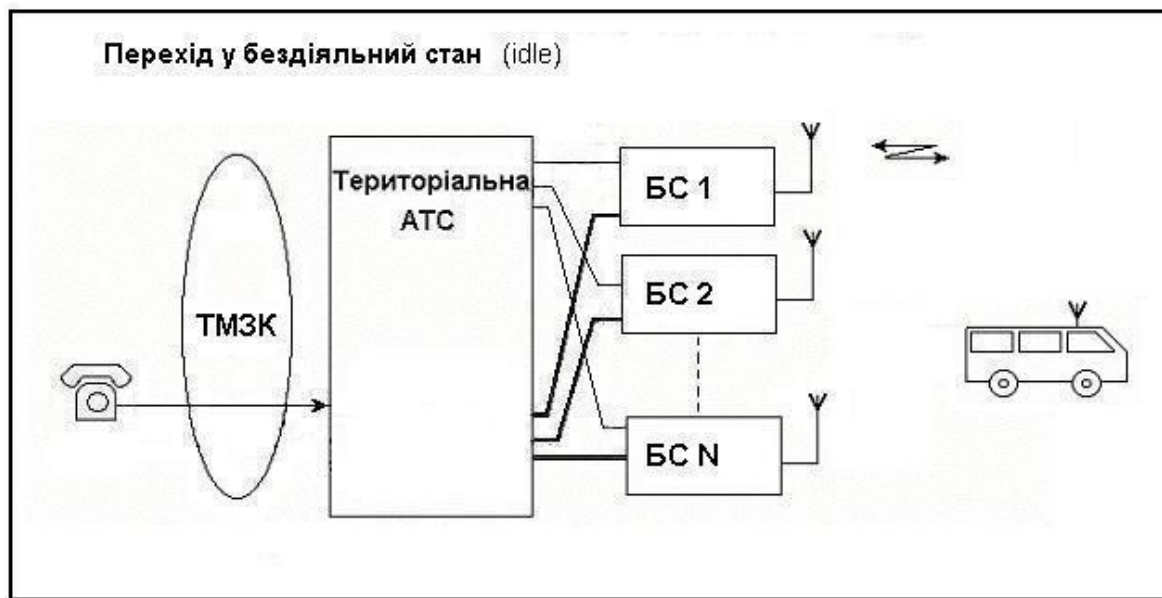 Перехід у бездіяльний стан (idle)
Територіальна
АТС
БС 1
БС 2
БС N
ТМЗК